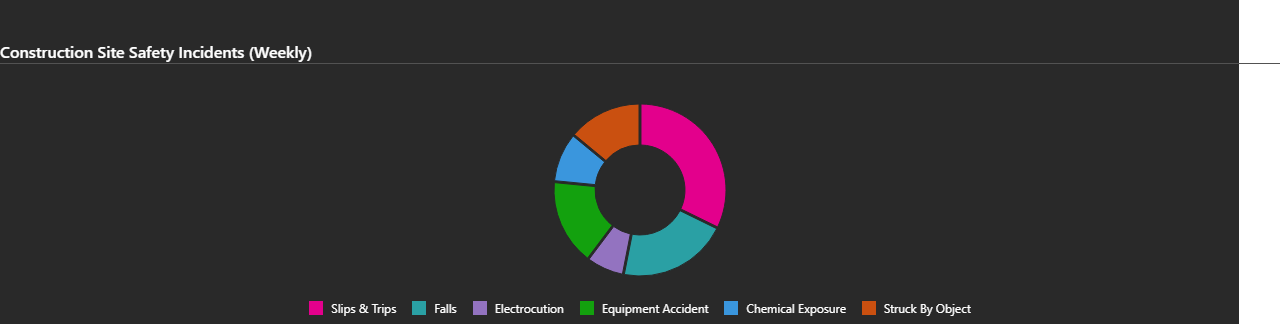 Construction Site Safety Incidents (Weekly)
Slips & Trips Falls Electrocution Equipment Accident Chemical Exposure Struck By Object